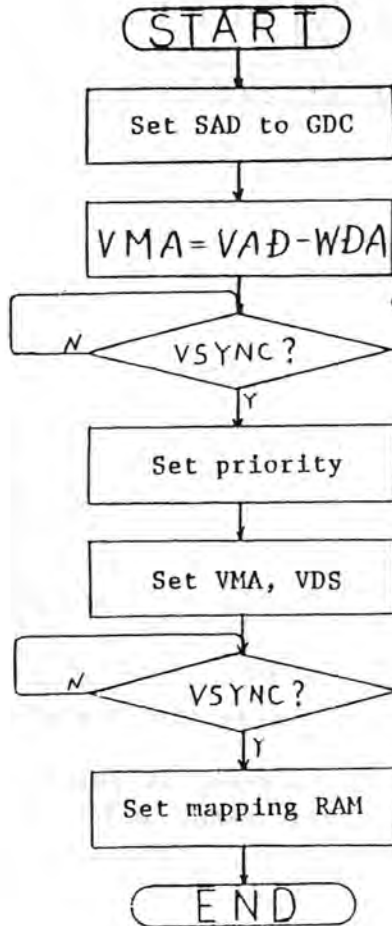 START
Set SAD to GDC
VMA=VAD-WDA
VSYNC?
N
Y
Set priority
Set VMA, VDS
VSYNC?
N
Y
Set mapping RAM
END